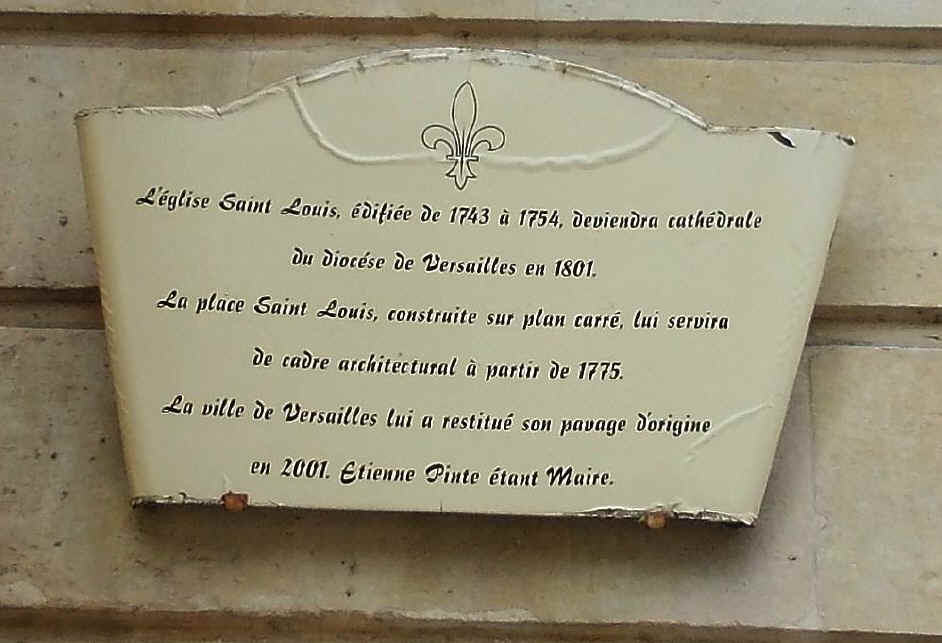 L'église Saint Louis, édifiée de 1743 à 1754, deviendra cathédrale
du diocése de Versailles en 1801.
La place Saint Louis, construite sur plan carré, lui servira
de cadre architectural à partir de 1775.
La ville de Versailles lui a restitué son pavage d'origine
en 2001. Etienne Pinte étant Maire.